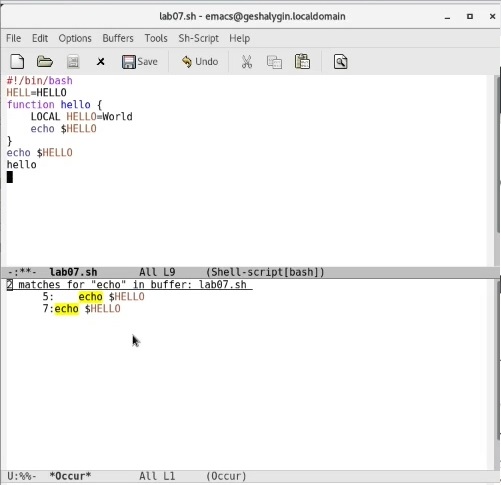 lab07.sh - emacs@geshalygin.localdomain
File Edit Options Buffers Tools Sh-Script Help
Save Undo
#!/bin/bash
HELL=HELLO
function hello {
    LOCAL HELLO=World
    echo $HELLO
}
echo $HELLO
hello
-:**- lab07.sh All L9 (Shell-script[bash])
2 matches for "echo" in buffer: lab07.sh
      5:    echo $HELLO
      7:echo $HELLO
U:%%- *Occur* All L1 (Occur)